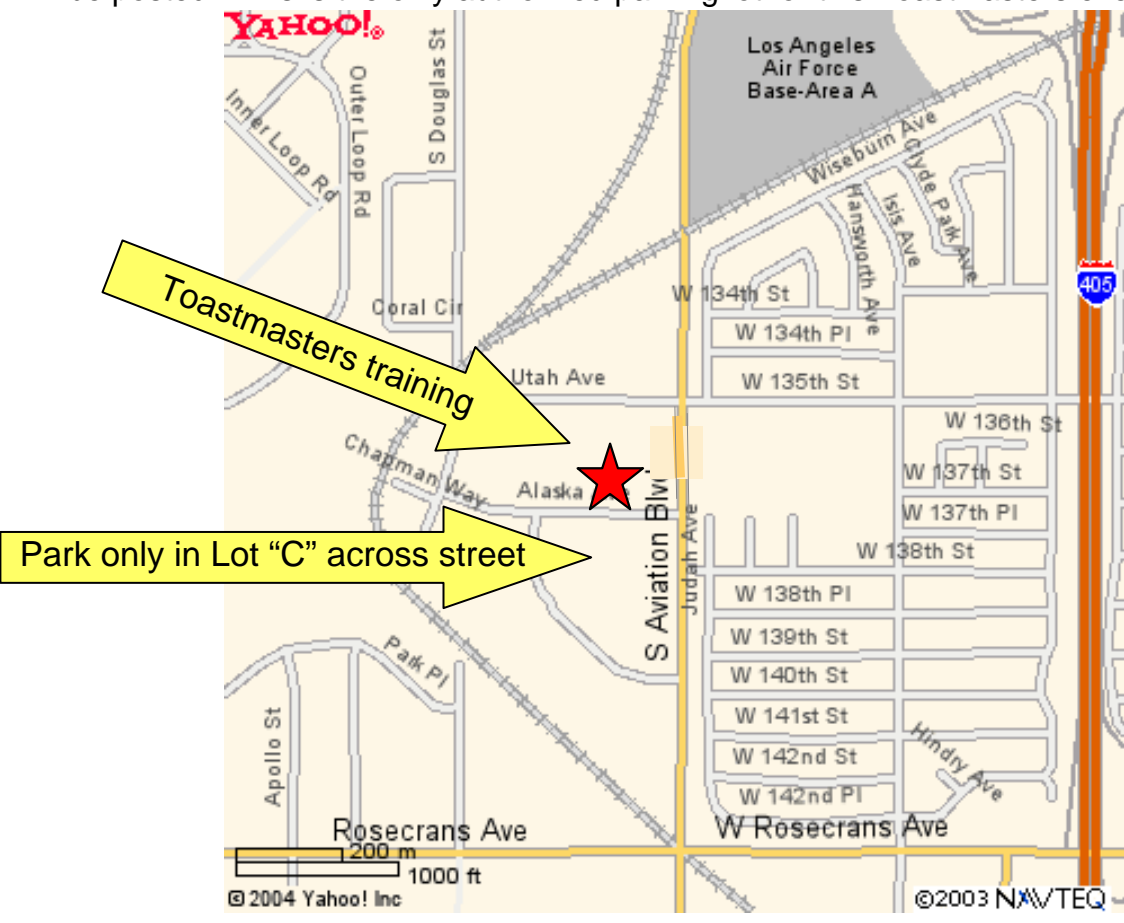 YAHOO!®
Los Angeles
Air Force
Base-Area A
S Douglas St
Outer Loop Rd
Inner Loop Rd
Wiseburn Ave
Clyde Park Ave
Isis Ave
Hansworth Ave
405
W 134th St
Coral Cir
W 134th Pl
Toastmasters training
Utah Ave
W 135th St
W 136th St
Chapman Way
Alaska
W 137th St
W 137th Pl
S Aviation Blv
Judah Ave
W 138th St
Park only in Lot “C” across street
W 138th Pl
W 139th St
Park Pl
W 140th St
W 141st St
Apollo St
W 142nd St
Hindry Ave
W 142nd Pl
Rosecrans Ave
W Rosecrans Ave
200 m
1000 ft
©2004 Yahoo! Inc
©2003 NAVTEQ